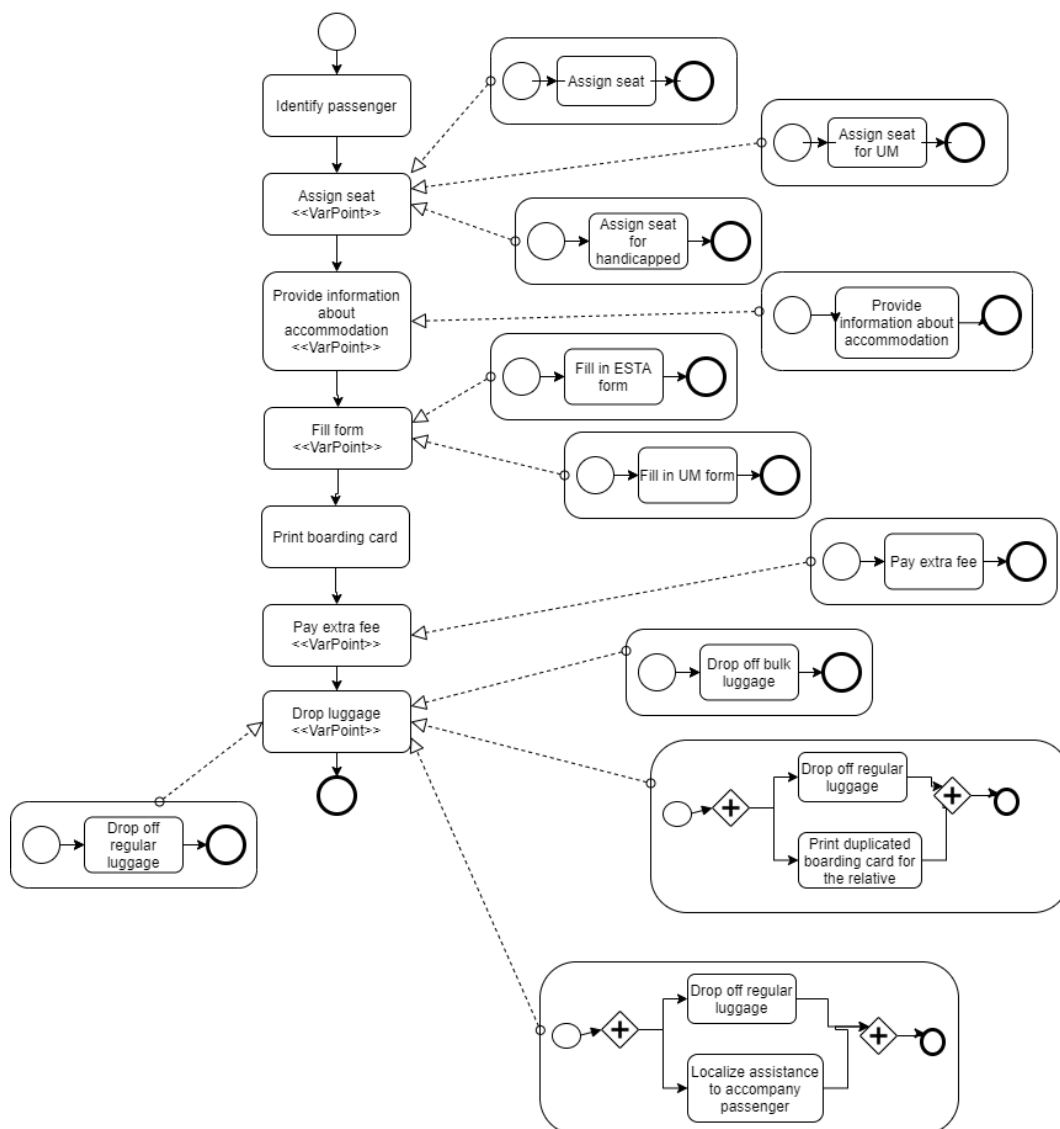 Identify passenger
Assign seat
Assign seat
for UM
Assign seat
<<VarPoint>>
Assign seat
for
handicapped
Provide information
about
accommodation
<<VarPoint>>
Provide
information about
accommodation
Fill in ESTA
form
Fill form
<<VarPoint>>
Fill in UM form
Print boarding card
Pay extra fee
Pay extra fee
<<VarPoint>>
Drop off bulk
luggage
Drop luggage
<<VarPoint>>
Drop off regular
luggage
Print duplicated
boarding card for
the relative
Drop off
regular
luggage
Drop off regular
luggage
Localize assistance
to accompany
passenger